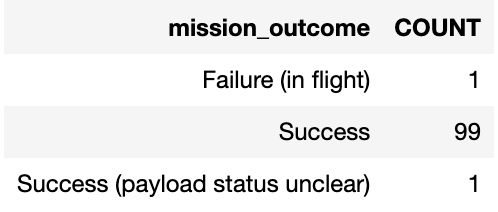 mission_outcome COUNT
Failure (in flight) 1
Success 99
Success (payload status unclear) 1